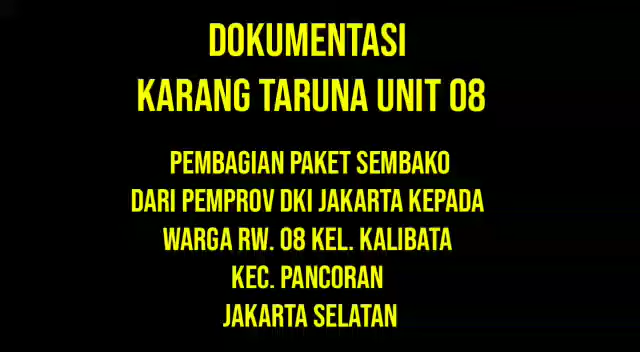 DOKUMENTASI
KARANG TARUNA UNIT 08
PEMBAGIAN PAKET SEMBAKO
DARI PEMPROV DKI JAKARTA KEPADA
WARGA RW. 08 KEL. KALIBATA
KEC. PANCORAN
JAKARTA SELATAN